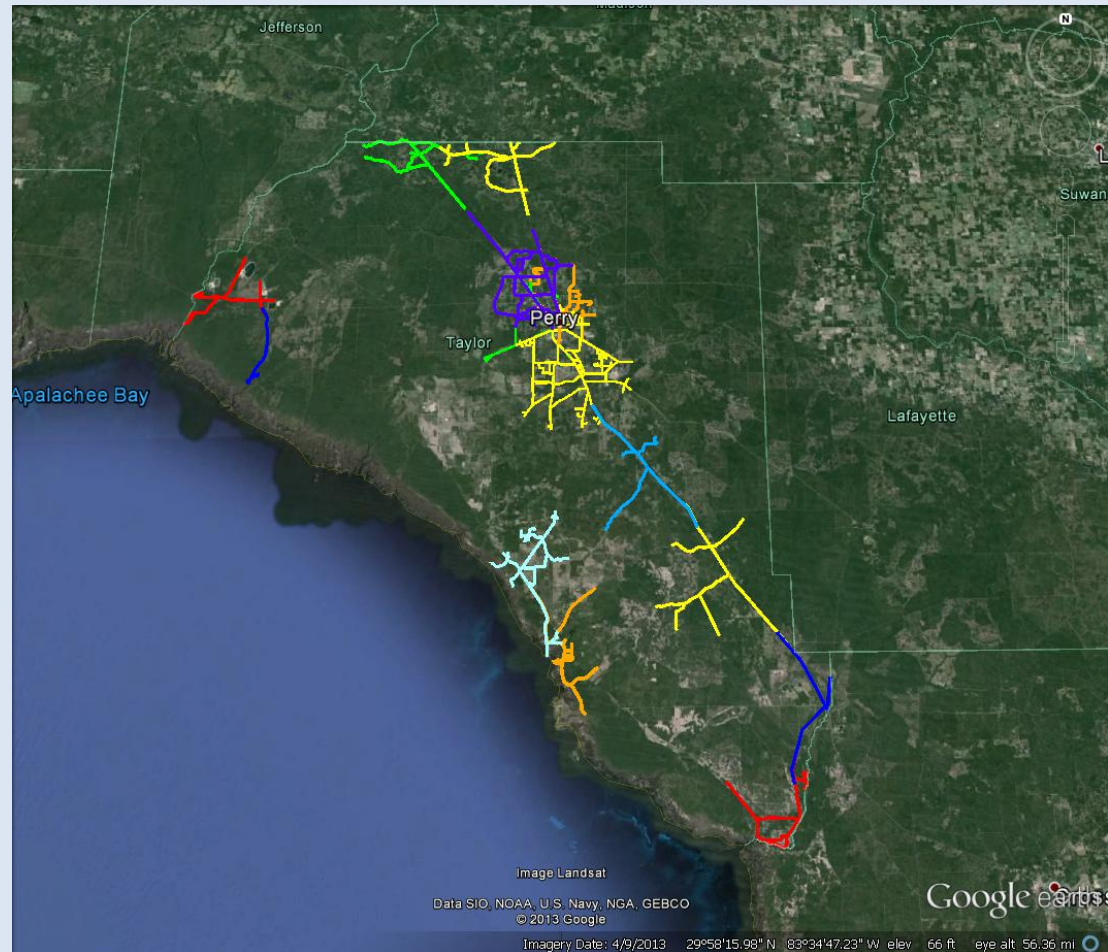 Madison
Jefferson
N
L
Suwan
Perry
Taylor
Apalachee Bay
Lafayette
Image Landsat
Data SIO, NOAA, U.S. Navy, NGA, GEBCO
© 2013 Google
Google earth
Imagery Date: 4/9/2013 29°58'15.98" N 83°34'47.23" W elev 66 ft eye alt 56.36 mi